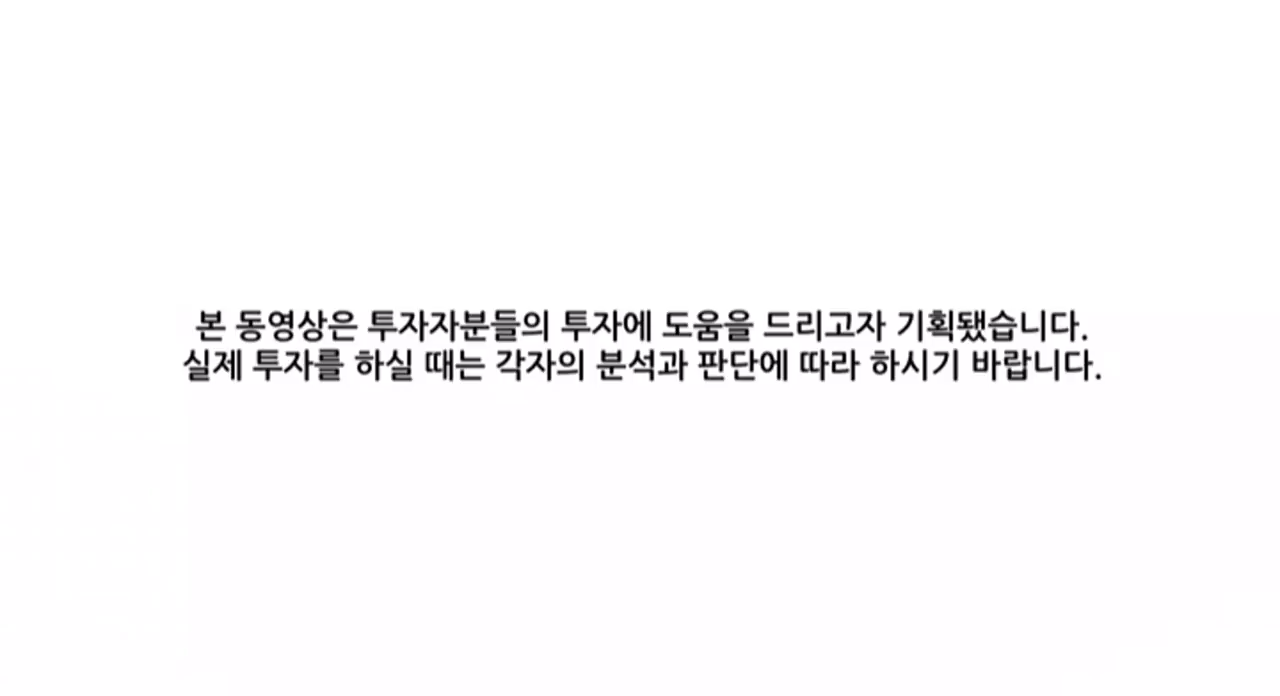 본 동영상은 투자자분들의 투자에 도움을 드리고자 기획됐습니다.
실제 투자를 하실 때는 각자의 분석과 판단에 따라 하시기 바랍니다.